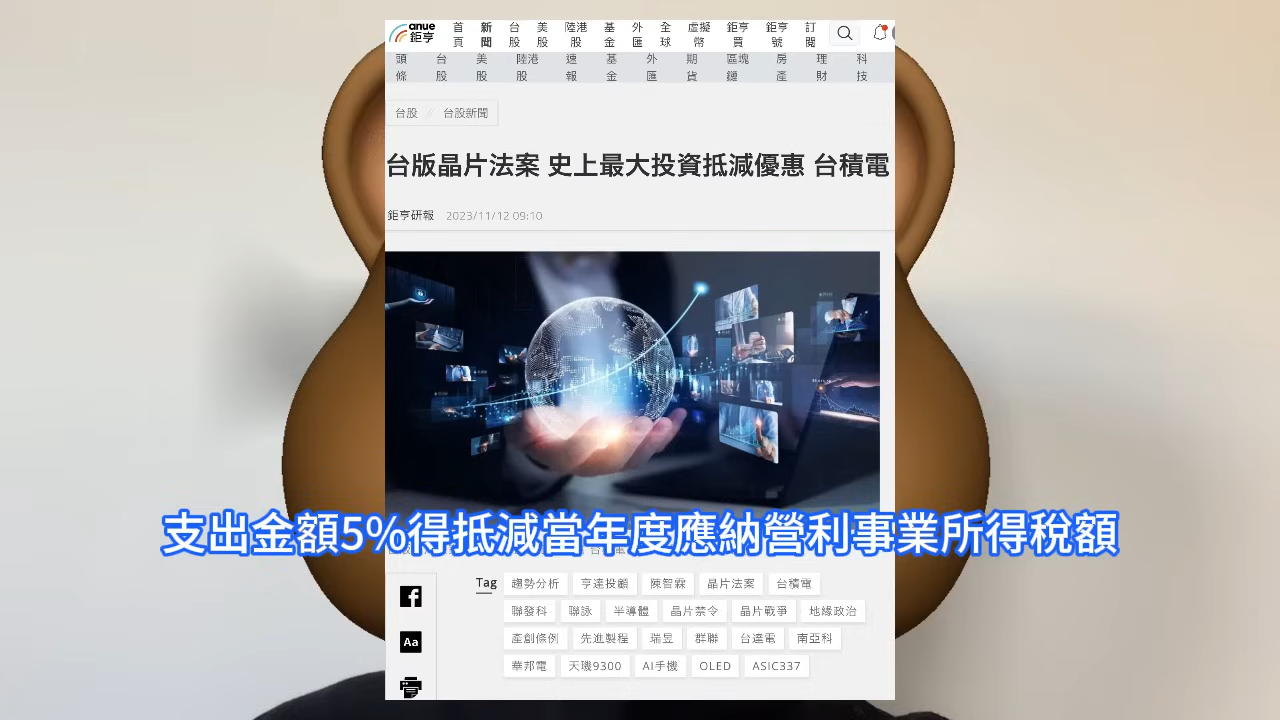 anue
鉅亨
首頁 新聞 台股 美股 陸港股 基金 外匯 全球 虛擬幣 鉅亨買 鉅亨號 訂閱
頭條 台股 美股 陸港股 速報 基金 外匯 期貨 區塊鏈 房產 理財 科技
台股 // 台股新聞
台版晶片法案 史上最大投資抵減優惠 台積電
鉅亨研報 2023/11/12 09:10
支出金額5%得抵減當年度應納營利事業所得稅額
Tag 趨勢分析 亨達投顧 陳智霖 晶片法案 台積電
聯發科 聯詠 半導體 晶片禁令 晶片戰爭 地緣政治
Aa
產創條例 先進製程 瑞昱 群聯 台達電 南亞科
華邦電 天璣9300 AI手機 OLED ASIC337